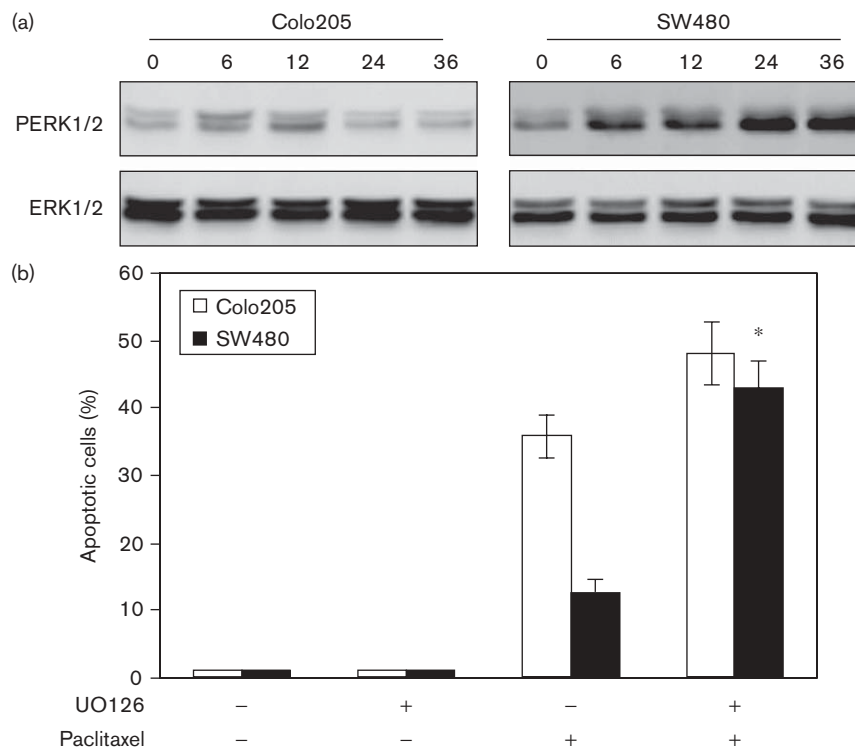 (a)
Colo205 SW480
0 6 12 24 36 0 6 12 24 36
PERK1/2
ERK1/2
(b)
60
Colo205
SW480
50
*
40
30
20
10
0
Apoptotic cells (%)
UO126 − + − +
Paclitaxel − − + +